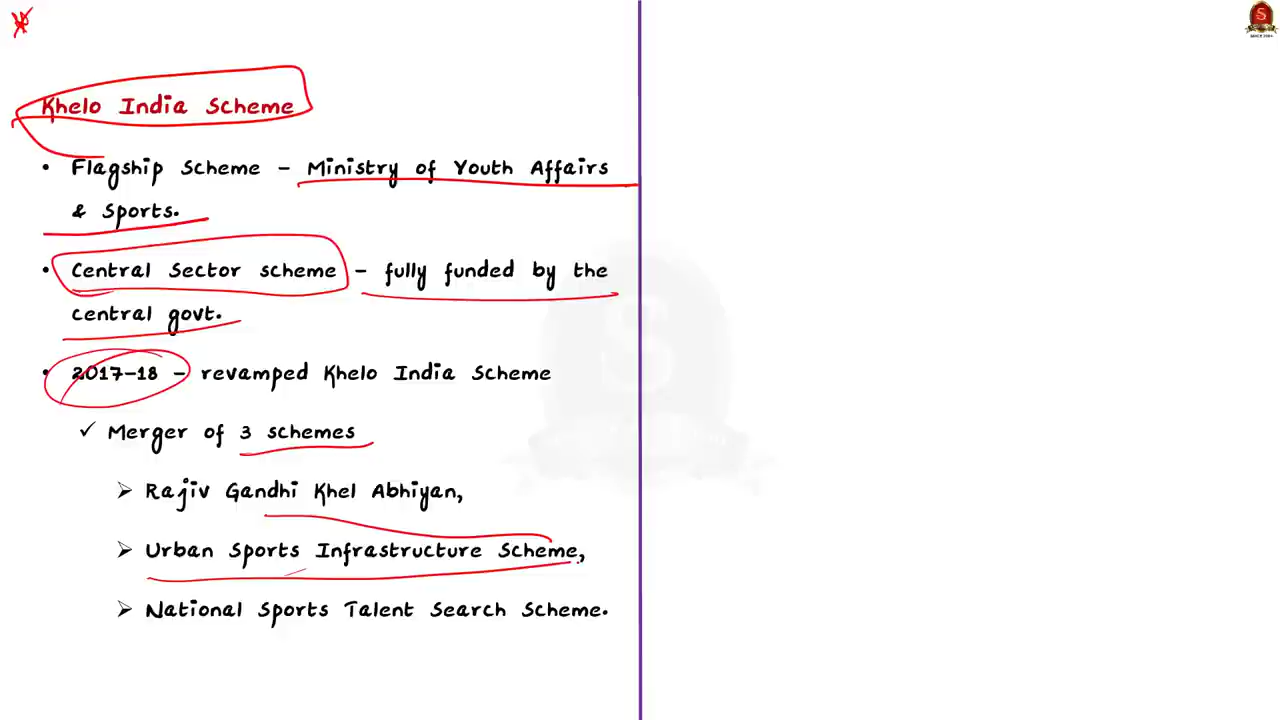 Khelo India Scheme
• Flagship Scheme – Ministry of Youth Affairs
& Sports.
• Central Sector scheme – fully funded by the
central govt.
• 2017-18 – revamped Khelo India Scheme
✓ Merger of 3 schemes
➢ Rajiv Gandhi Khel Abhiyan,
➢ Urban Sports Infrastructure Scheme,
➢ National Sports Talent Search Scheme.